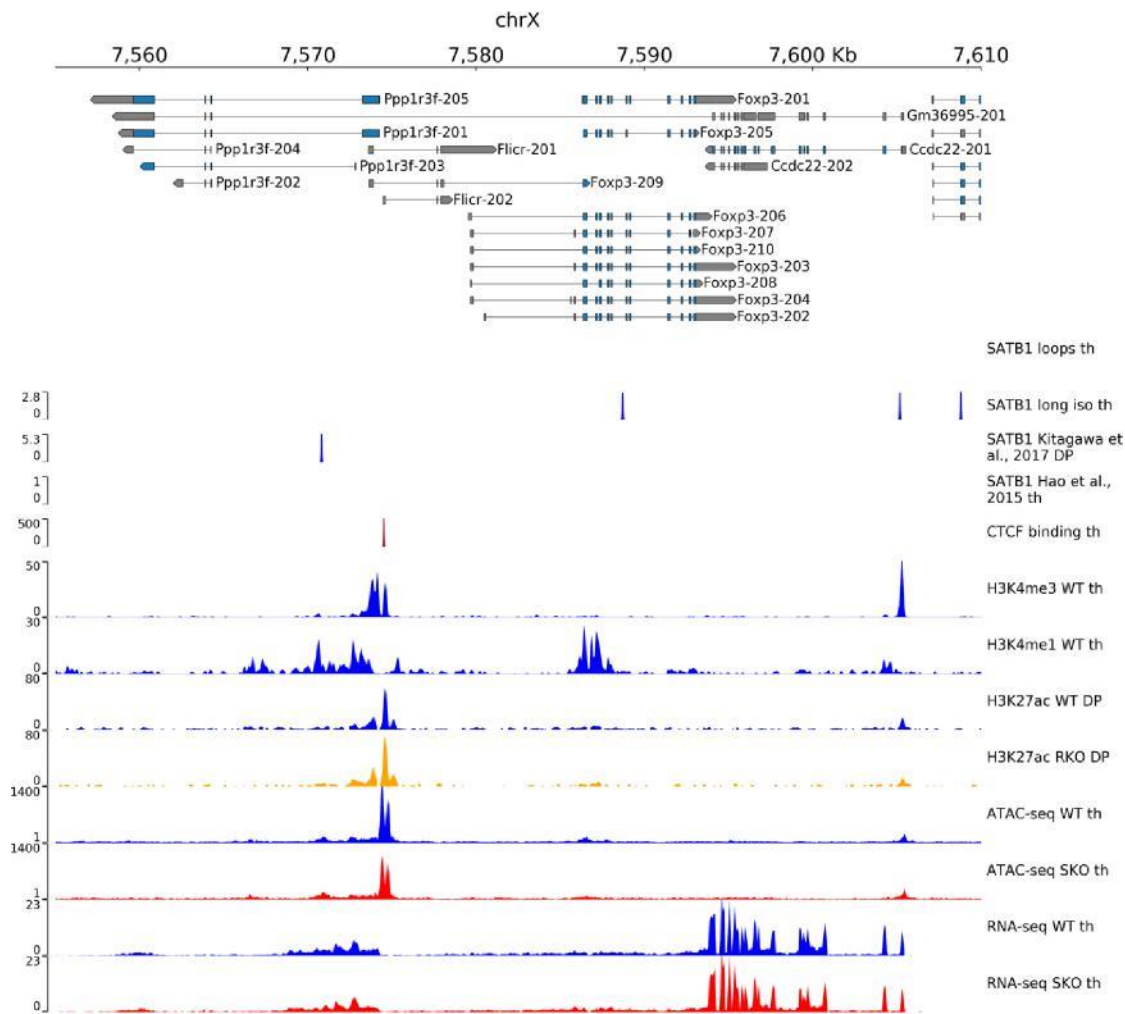 chrX
7,560 7,570 7,580 7,590 7,600 Kb 7,610
Ppp1r3f-205 Foxp3-201
Gm36995-201
Ppp1r3f-201 Foxp3-205
Ppp1r3f-204 Flicr-201 Ccdc22-201
Ppp1r3f-203 Ccdc22-202
Ppp1r3f-202 Foxp3-209
Flicr-202
Foxp3-206
Foxp3-207
Foxp3-210
Foxp3-203
Foxp3-208
Foxp3-204
Foxp3-202
SATB1 loops th
2.8
0
SATB1 long iso th
5.3
0
SATB1 Kitagawa et
al., 2017 DP
1
0
SATB1 Hao et al.,
2015 th
500
0
CTCF binding th
50
0
H3K4me3 WT th
30
0
H3K4me1 WT th
80
0
H3K27ac WT DP
80
0
H3K27ac RKO DP
1400
1
ATAC-seq WT th
1400
1
ATAC-seq SKO th
23
0
RNA-seq WT th
23
0
RNA-seq SKO th